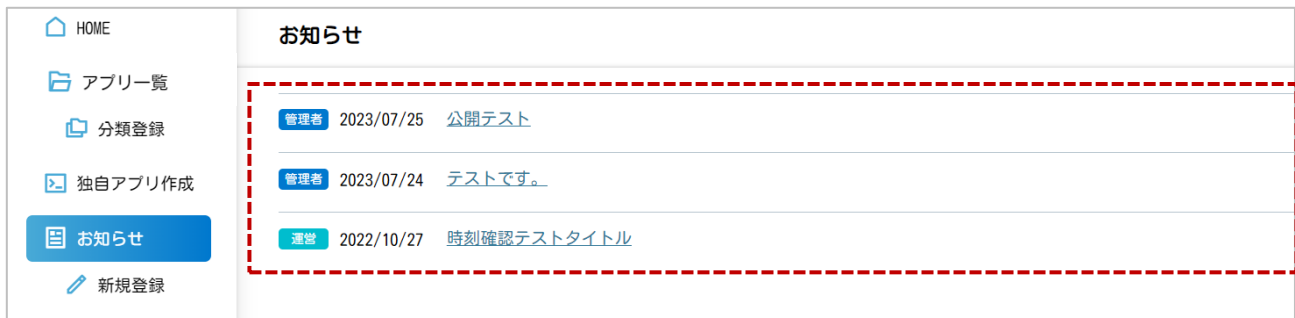 HOME
アプリ一覧
分類登録
独自アプリ作成
お知らせ
新規登録
お知らせ
管理者 2023/07/25 公開テスト
管理者 2023/07/24 テストです。
運営 2022/10/27 時刻確認テストタイトル